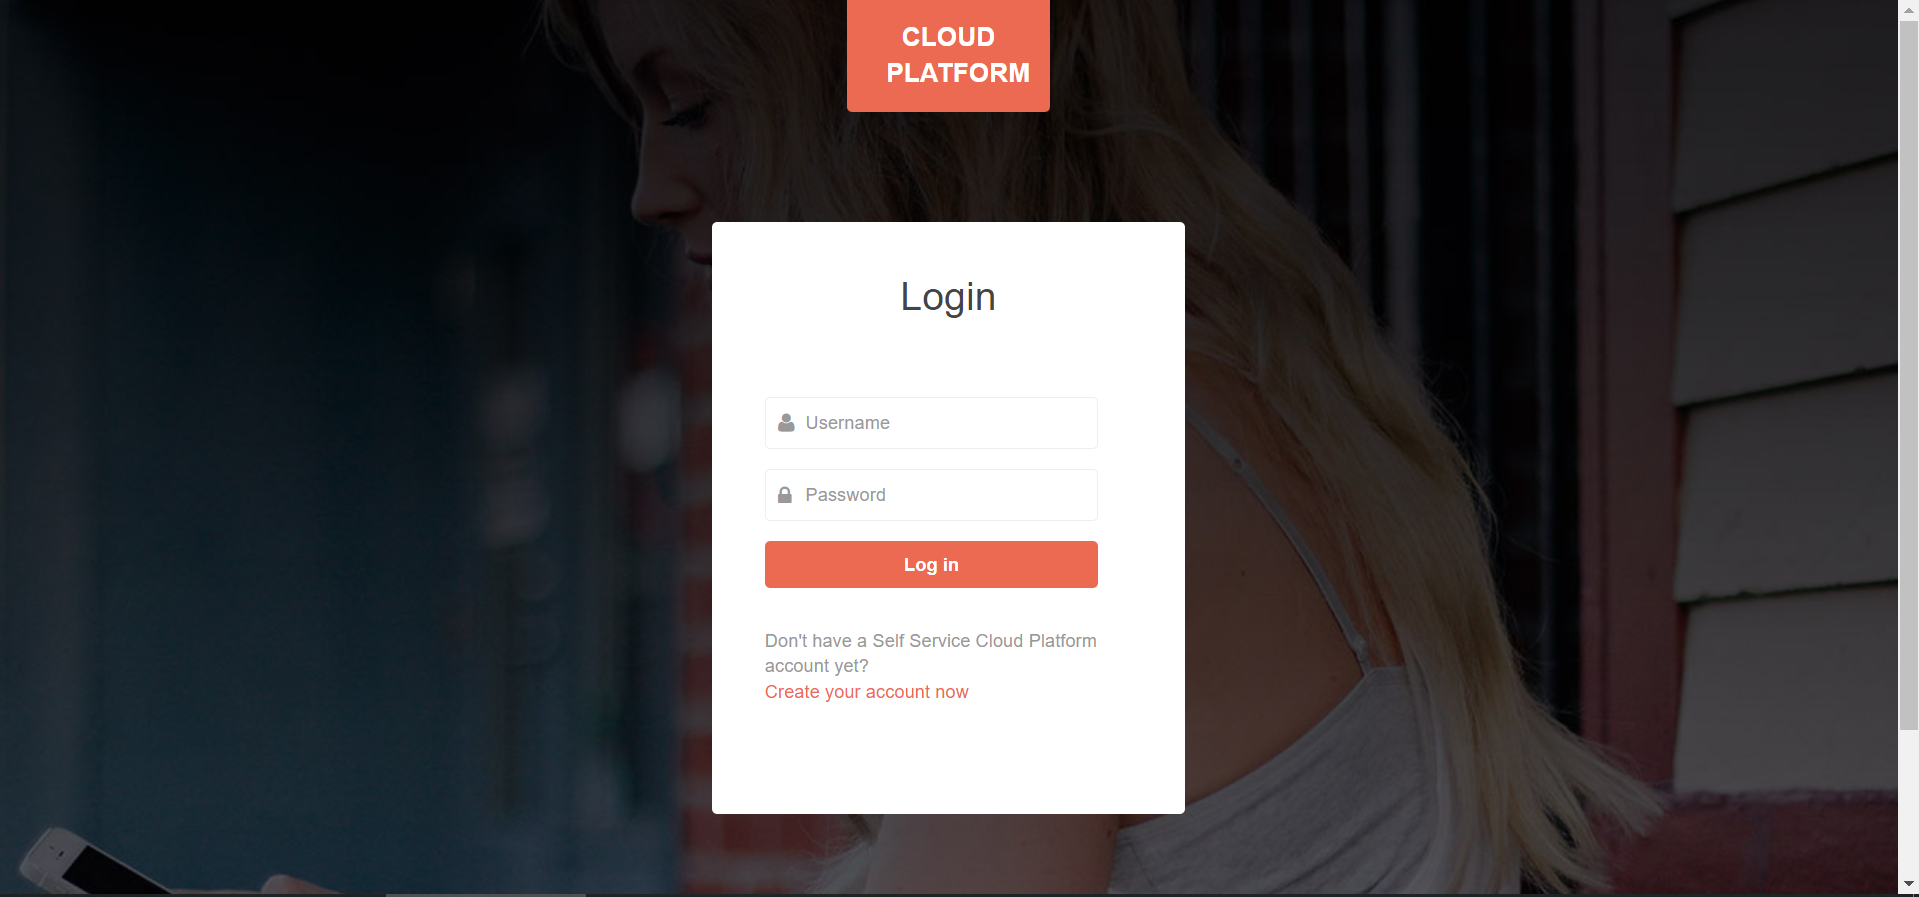 CLOUD
PLATFORM
Login
Username
Password
Log in
Don't have a Self Service Cloud Platform
account yet?
Create your account now